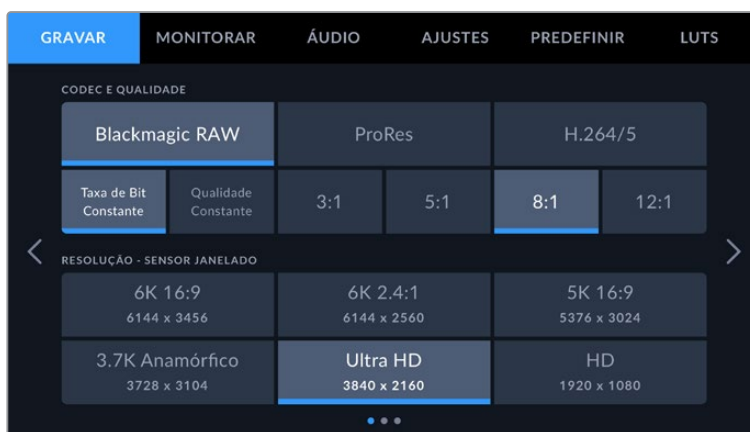 GRAVAR MONITORAR ÁUDIO AJUSTES PREDEFINIR LUTS
CODEC E QUALIDADE
Blackmagic RAW ProRes H.264/5
Taxa de Bit Constante Qualidade Constante 3:1 5:1 8:1 12:1
RESOLUÇÃO - SENSOR JANELADO
6K 16:9 6K 2.4:1 5K 16:9
6144 x 3456 6144 x 2560 5376 x 3024
3.7K Anamórfico Ultra HD HD
3728 x 3104 3840 x 2160 1920 x 1080